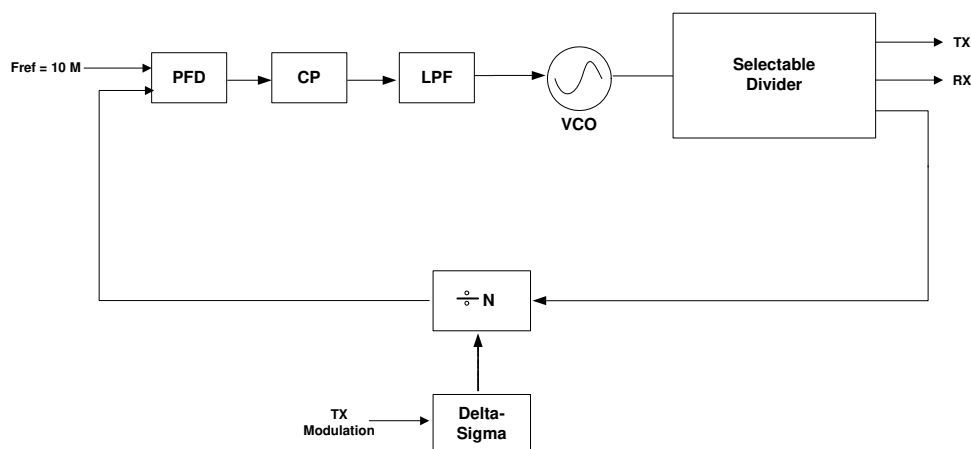 Fref = 10 M
PFD
CP
LPF
VCO
Selectable
Divider
TX
RX
÷ N
TX
Modulation
Delta-
Sigma